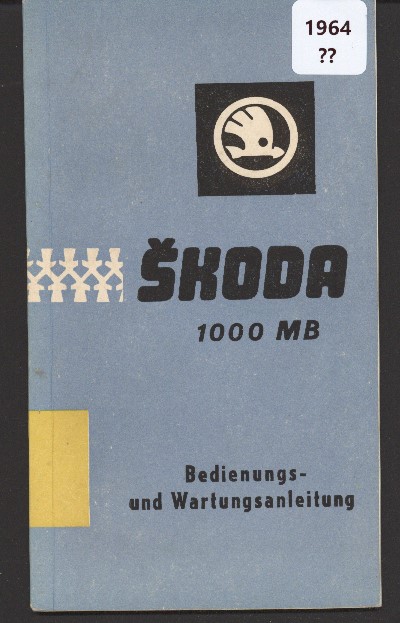 1964
??
ŠKODA
1000 MB
Bedienungs-
und Wartungsanleitung